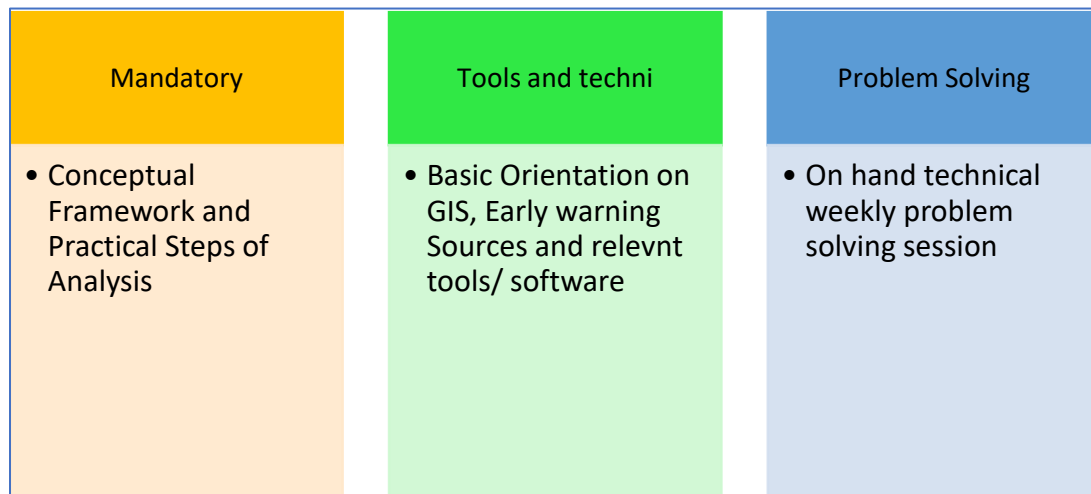 Mandatory
• Conceptual
Framework and
Practical Steps of
Analysis
Tools and techni
• Basic Orientation on
GIS, Early warning
Sources and relevnt
tools/ software
Problem Solving
• On hand technical
weekly problem
solving session